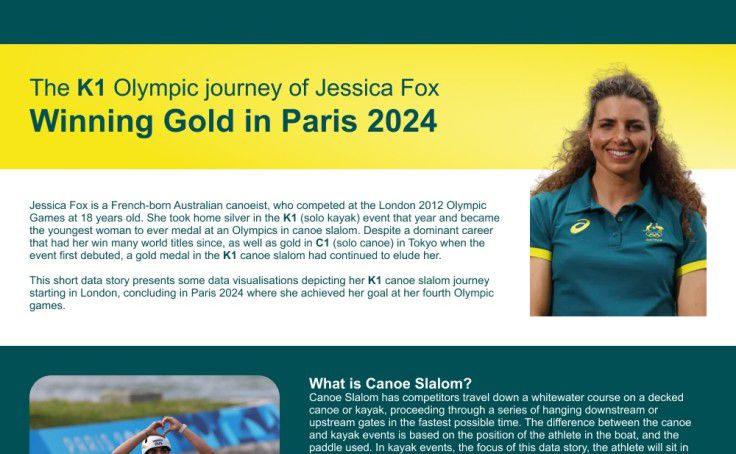 The K1 Olympic journey of Jessica Fox
Winning Gold in Paris 2024
Jessica Fox is a French-born Australian canoeist, who competed at the London 2012 Olympic
Games at 18 years old. She took home silver in the K1 (solo kayak) event that year and became
the youngest woman to ever medal at an Olympics in canoe slalom. Despite a dominant career
that had her win many world titles since, as well as gold in C1 (solo canoe) in Tokyo when the
event first debuted, a gold medal in the K1 canoe slalom had continued to elude her.
This short data story presents some data visualisations depicting her K1 canoe slalom journey
starting in London, concluding in Paris 2024 where she achieved her goal at her fourth Olympic
games.
What is Canoe Slalom?
Canoe Slalom has competitors travel down a whitewater course on a decked
canoe or kayak, proceeding through a series of hanging downstream or
upstream gates in the fastest possible time. The difference between the canoe
and kayak events is based on the position of the athlete in the boat, and the
paddle used. In kayak events, the focus of this data story, the athlete will sit in